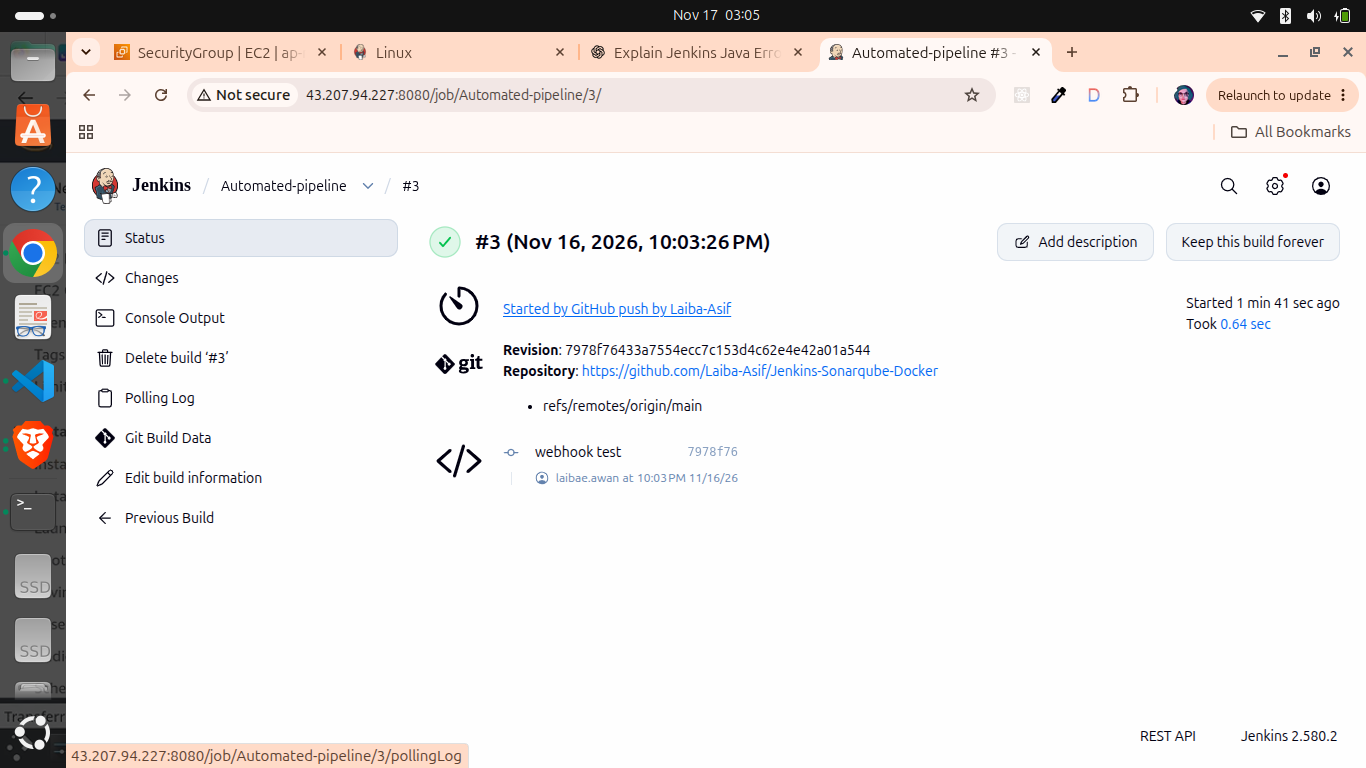 Nov 17 03:05
SecurityGroup | EC2 | ap-
Linux
Explain Jenkins Java Erro
Automated-pipeline #3 -
Not secure
43.207.94.227:8080/job/Automated-pipeline/3/
Relaunch to update
All Bookmarks
Jenkins / Automated-pipeline / #3
Status
Changes
Console Output
Delete build ‘#3’
Polling Log
Git Build Data
Edit build information
Previous Build
#3 (Nov 16, 2026, 10:03:26 PM)
Add description
Keep this build forever
Started by GitHub push by Laiba-Asif
Started 1 min 41 sec ago
Took 0.64 sec
git
Revision: 7978f76433a7554ecc7c153d4c62e4e42a01a544
Repository: https://github.com/Laiba-Asif/Jenkins-Sonarqube-Docker
• refs/remotes/origin/main
webhook test 7978f76
laibae.awan at 10:03 PM 11/16/26
SSD
SSD
REST API
Jenkins 2.580.2
43.207.94.227:8080/job/Automated-pipeline/3/pollingLog